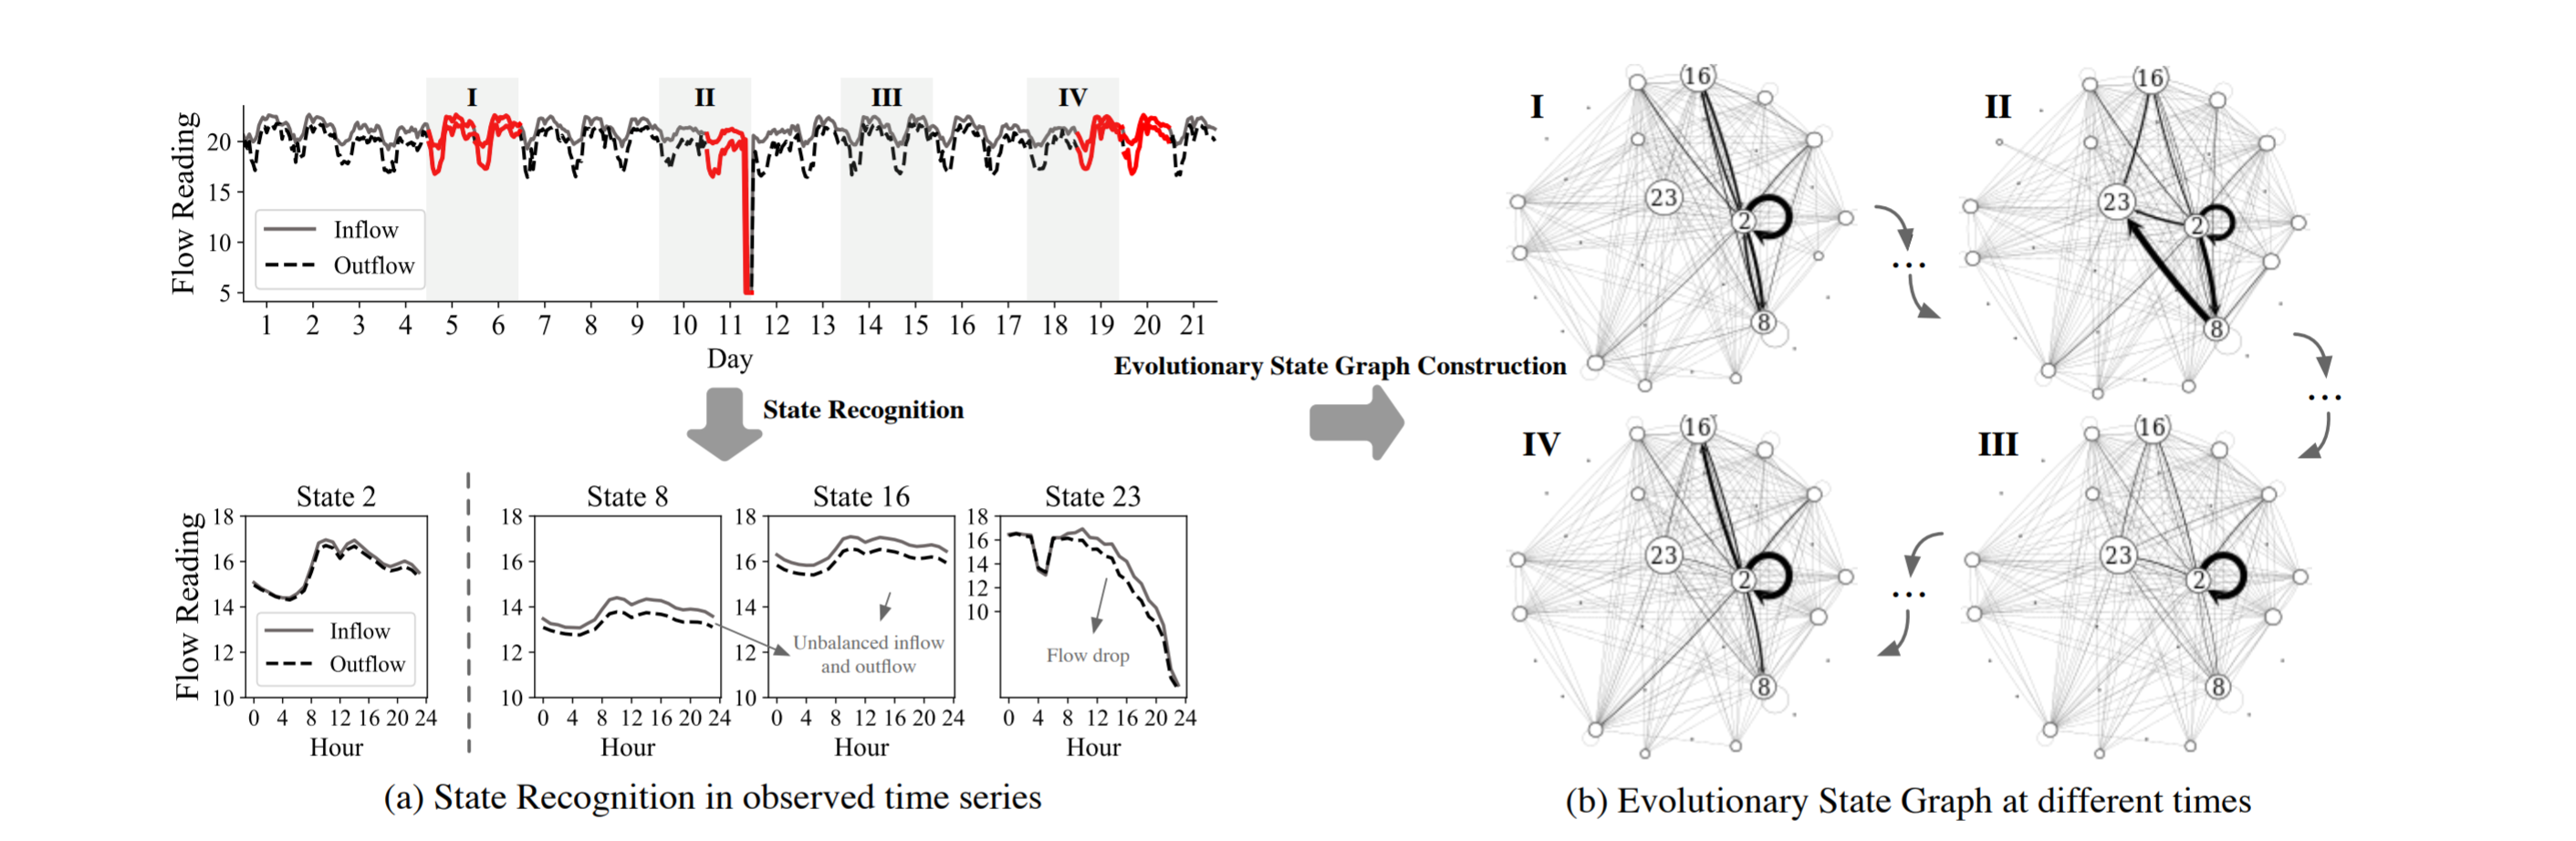 I II III IV
Flow Reading
20
15
10
5
Inflow
Outflow
1 2 3 4 5 6 7 8 9 10 11 12 13 14 15 16 17 18 19 20 21
Day
State Recognition
Evolutionary State Graph Construction
State 2
Flow Reading
18
16
14
12
10
Inflow
Outflow
0 4 8 12 16 20 24
Hour
State 8
18
16
14
12
10
0 4 8 12 16 20 24
Hour
State 16
18
16
14
12
10
Unbalanced inflow
and outflow
0 4 8 12 16 20 24
Hour
State 23
18
16
14
12
10
Flow drop
0 4 8 12 16 20 24
Hour
(a) State Recognition in observed time series
I
16
23
2
8
...
II
16
23
2
8
...
IV
16
23
2
8
...
III
16
23
2
8
(b) Evolutionary State Graph at different times